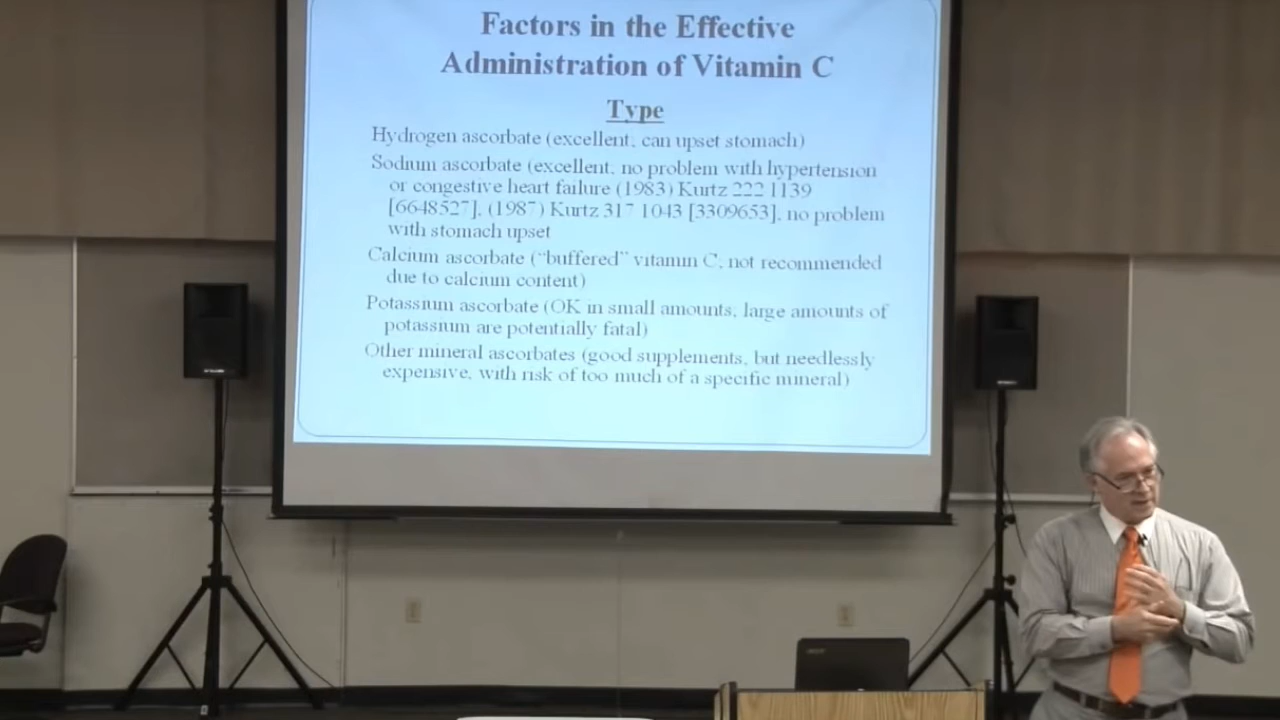 Factors in the Effective
Administration of Vitamin C
Type
Hydrogen ascorbate (excellent, can upset stomach)
Sodium ascorbate (excellent, no problem with hypertension
or congestive heart failure (1983) Kurtz 222 1139
[6648527], (1987) Kurtz 317 1043 [3309653], no problem
with stomach upset
Calcium ascorbate ("buffered" vitamin C, not recommended
due to calcium content)
Potassium ascorbate (OK in small amounts, large amounts of
potassium are potentially fatal)
Other mineral ascorbates (good supplements, but needlessly
expensive, with risk of too much of a specific mineral)